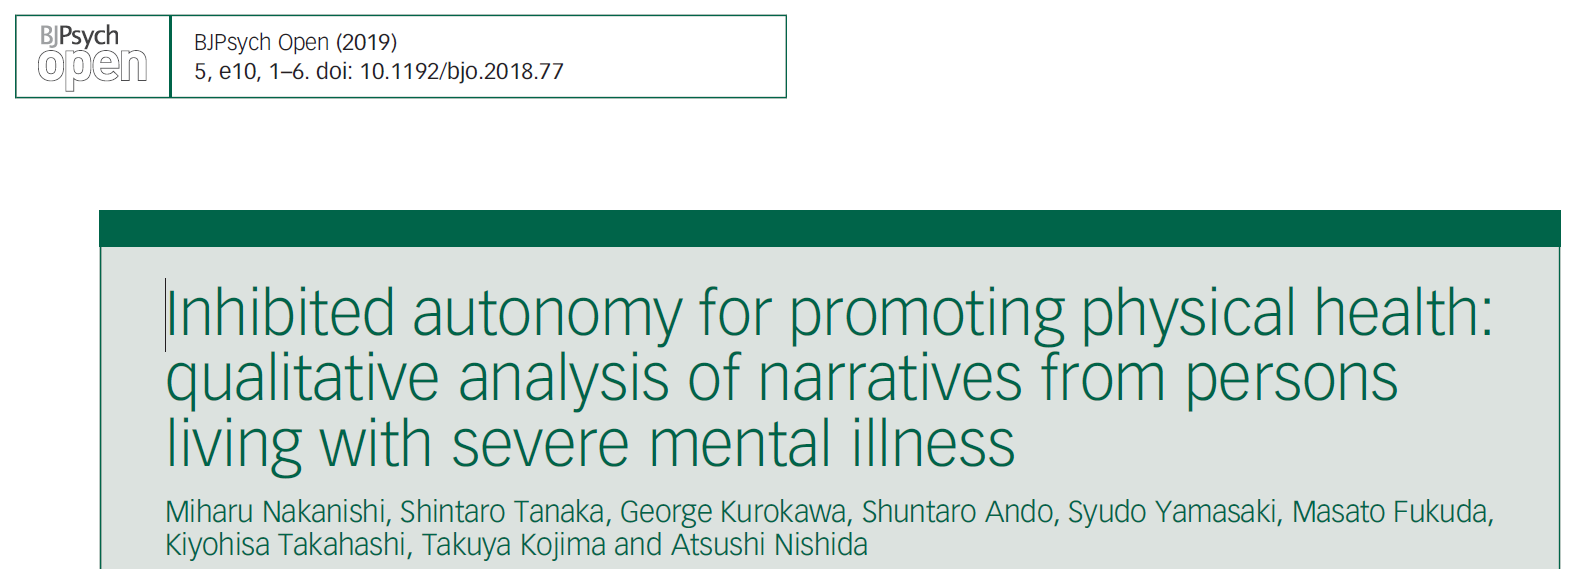 BJPsych
open
BJPsych Open (2019)
5, e10, 1–6. doi: 10.1192/bjo.2018.77
Inhibited autonomy for promoting physical health:
qualitative analysis of narratives from persons
living with severe mental illness
Miharu Nakanishi, Shintaro Tanaka, George Kurokawa, Shuntaro Ando, Syudo Yamasaki, Masato Fukuda,
Kiyohisa Takahashi, Takuya Kojima and Atsushi Nishida